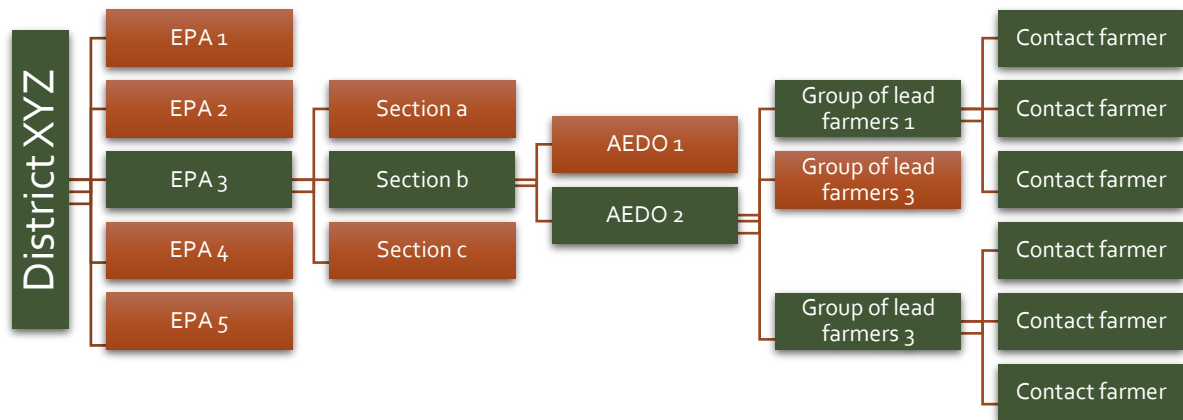 District XYZ
EPA 1
EPA 2
EPA 3
EPA 4
EPA 5
Section a
Section b
Section c
AEDO 1
AEDO 2
Group of lead
farmers 1
Group of lead
farmers 3
Group of lead
farmers 3
Contact farmer
Contact farmer
Contact farmer
Contact farmer
Contact farmer
Contact farmer